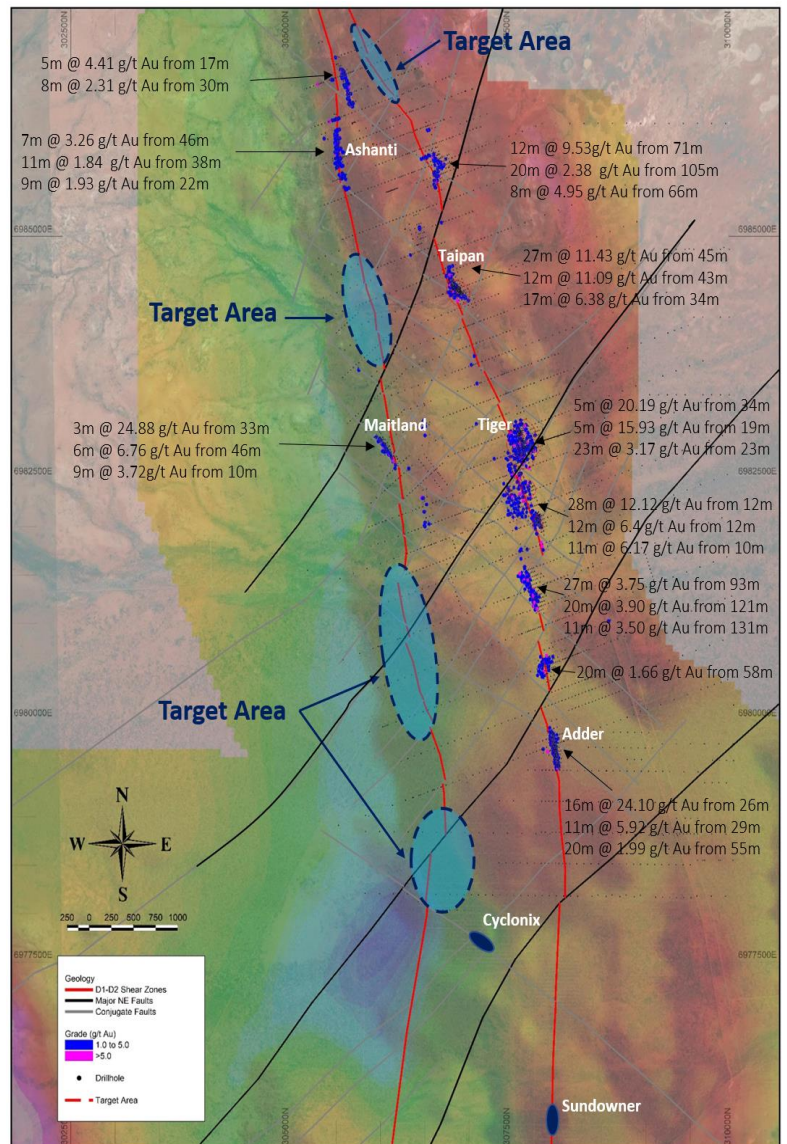 302500N
305000N
307500N
310000N
Target Area
5m @ 4.41 g/t Au from 17m
8m @ 2.31 g/t Au from 30m
7m @ 3.26 g/t Au from 46m
11m @ 1.84 g/t Au from 38m
9m @ 1.93 g/t Au from 22m
Ashanti
12m @ 9.53g/t Au from 71m
20m @ 2.38 g/t Au from 105m
8m @ 4.95 g/t Au from 66m
6985000E
6985000E
Taipan
27m @ 11.43 g/t Au from 45m
12m @ 11.09 g/t Au from 43m
17m @ 6.38 g/t Au from 34m
Target Area
Maitland
3m @ 24.88 g/t Au from 33m
6m @ 6.76 g/t Au from 46m
9m @ 3.72g/t Au from 10m
Tiger
5m @ 20.19 g/t Au from 34m
5m @ 15.93 g/t Au from 19m
23m @ 3.17 g/t Au from 23m
6982500E
6982500E
28m @ 12.12 g/t Au from 12m
12m @ 6.4 g/t Au from 12m
11m @ 6.17 g/t Au from 10m
27m @ 3.75 g/t Au from 93m
20m @ 3.90 g/t Au from 121m
11m @ 3.50 g/t Au from 131m
20m @ 1.66 g/t Au from 58m
Target Area
6980000E
6980000E
Adder
16m @ 24.10 g/t Au from 26m
11m @ 5.92 g/t Au from 29m
20m @ 1.99 g/t Au from 55m
N
W E
S
250 0 250 500 750 1000
Cyclonix
6977500E
6977500E
Geology
D1-D2 Shear Zones
Major NE Faults
Conjugate Faults
Grade (g/t Au)
1.0 to 5.0
>5.0
Drillhole
Target Area
Sundowner